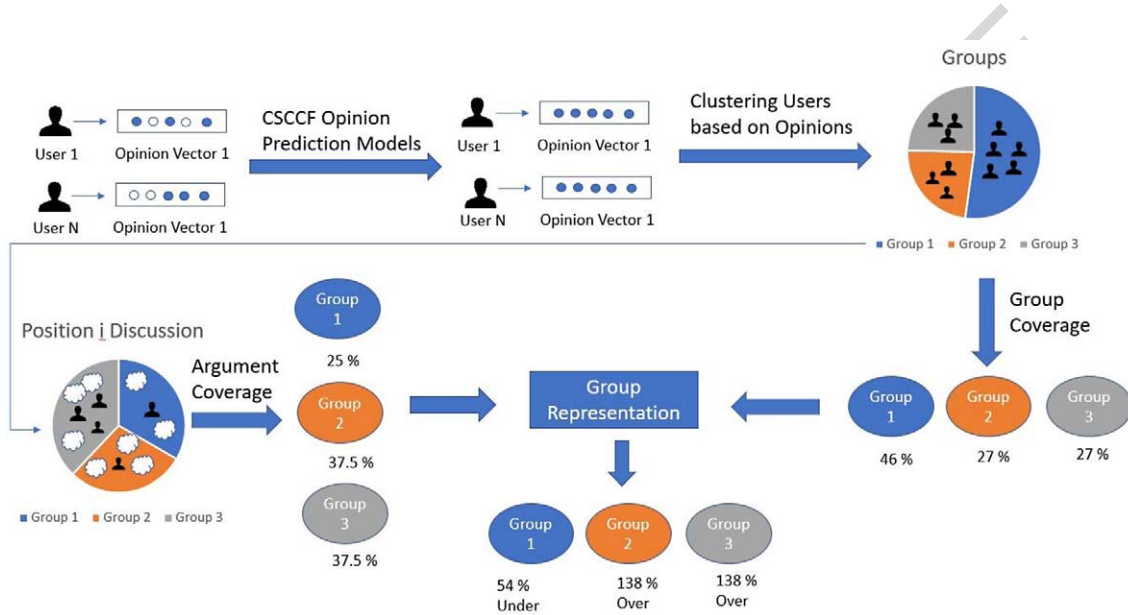 Groups
CSCCF Opinion
Prediction Models
Clustering Users
based on Opinions
User 1
Opinion Vector 1
User 1
Opinion Vector 1
User N
Opinion Vector 1
User N
Opinion Vector 1
Group 1 Group 2 Group 3
Group
Coverage
Position i Discussion
Argument
Coverage
Group
1
25 %
Group
2
37.5 %
Group
3
37.5 %
Group 1 Group 2 Group 3
Group
Representation
Group
1
46 %
Group
2
27 %
Group
3
27 %
Group
1
54 %
Under
Group
2
138 %
Over
Group
3
138 %
Over